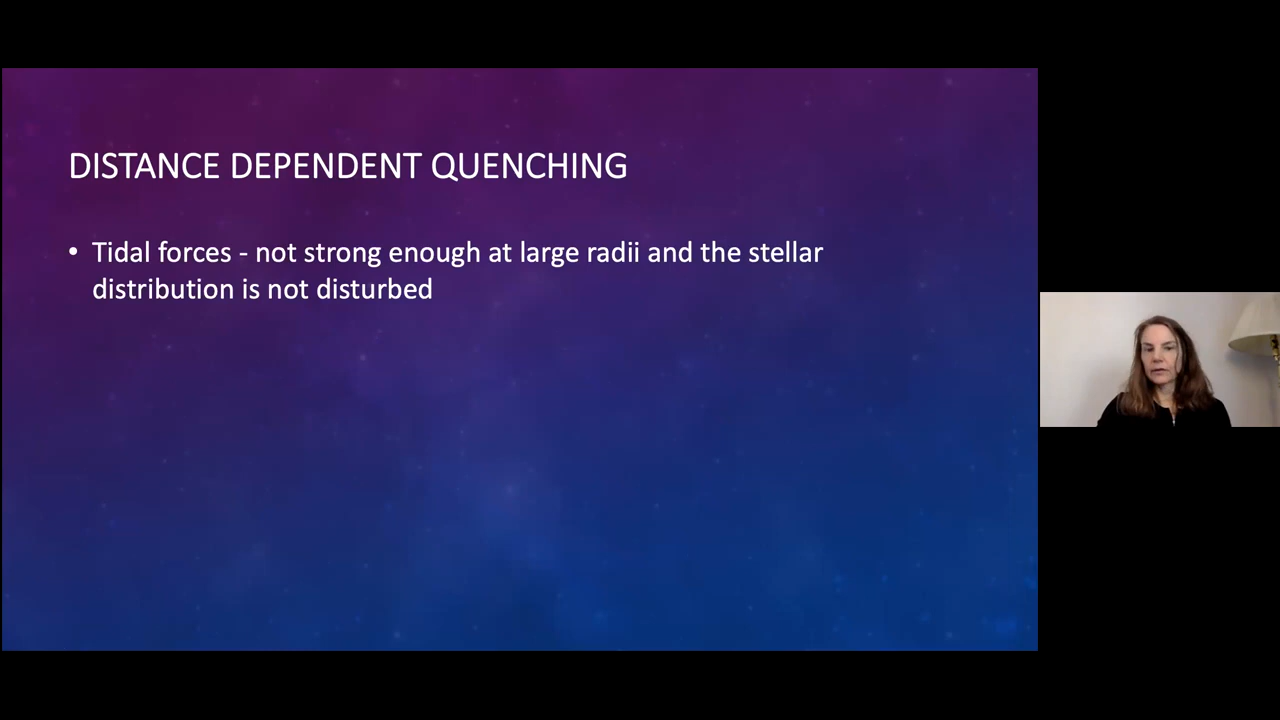 DISTANCE DEPENDENT QUENCHING
• Tidal forces - not strong enough at large radii and the stellar
distribution is not disturbed